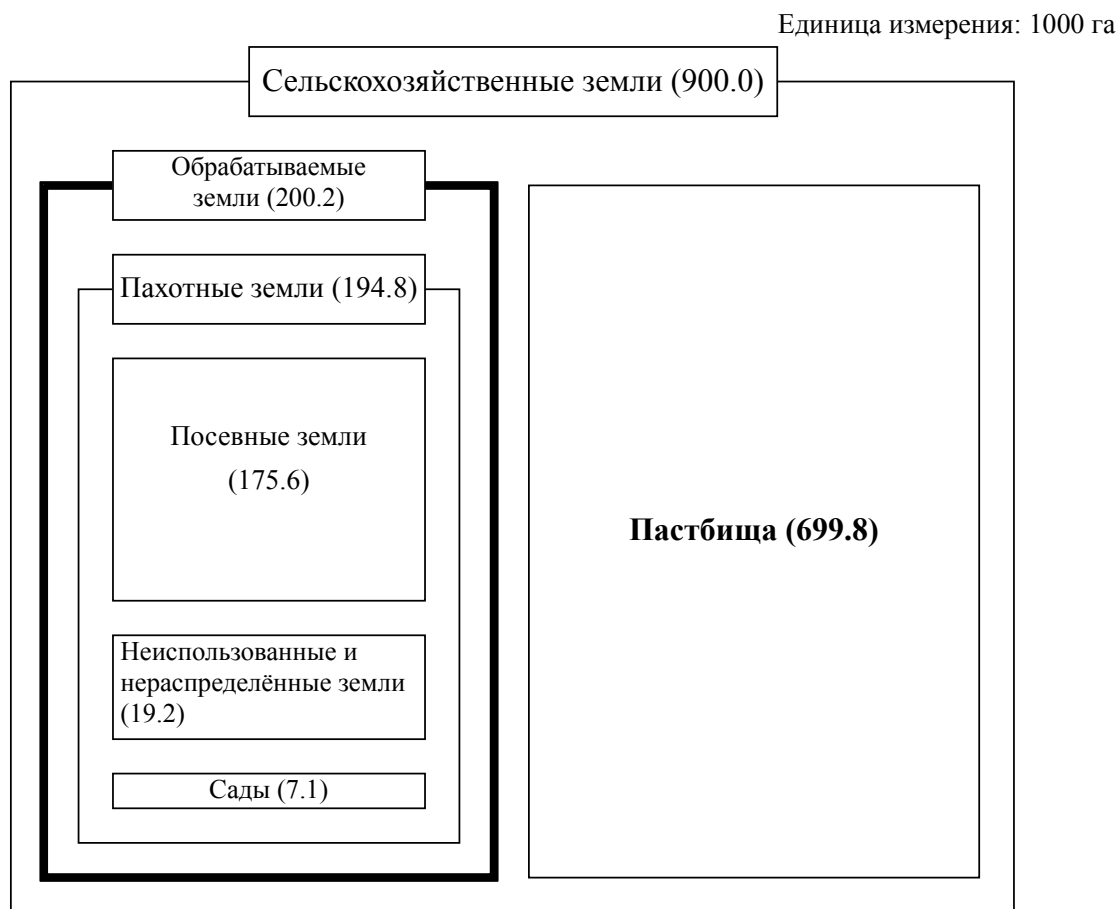 Единица измерения: 1000 га
Сельскохозяйственные земли (900.0)
Обрабатываемые
земли (200.2)
Пахотные земли (194.8)
Посевные земли
(175.6)
Неиспользованные и
нераспределённые земли
(19.2)
Сады (7.1)
Пастбища (699.8)